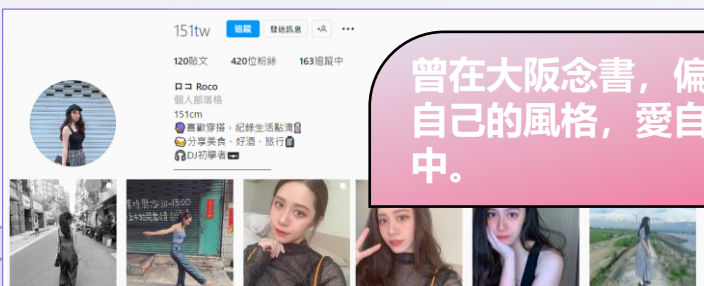 151tw 追蹤 發送訊息
120貼文 420位粉絲 163追蹤中
ロコ Roco
個人部落格
151cm
喜歡穿搭，紀錄生活點滴
分享美食、好酒、旅行
DJ初學者
曾在大阪念書，偏
自己的風格，愛自
中。